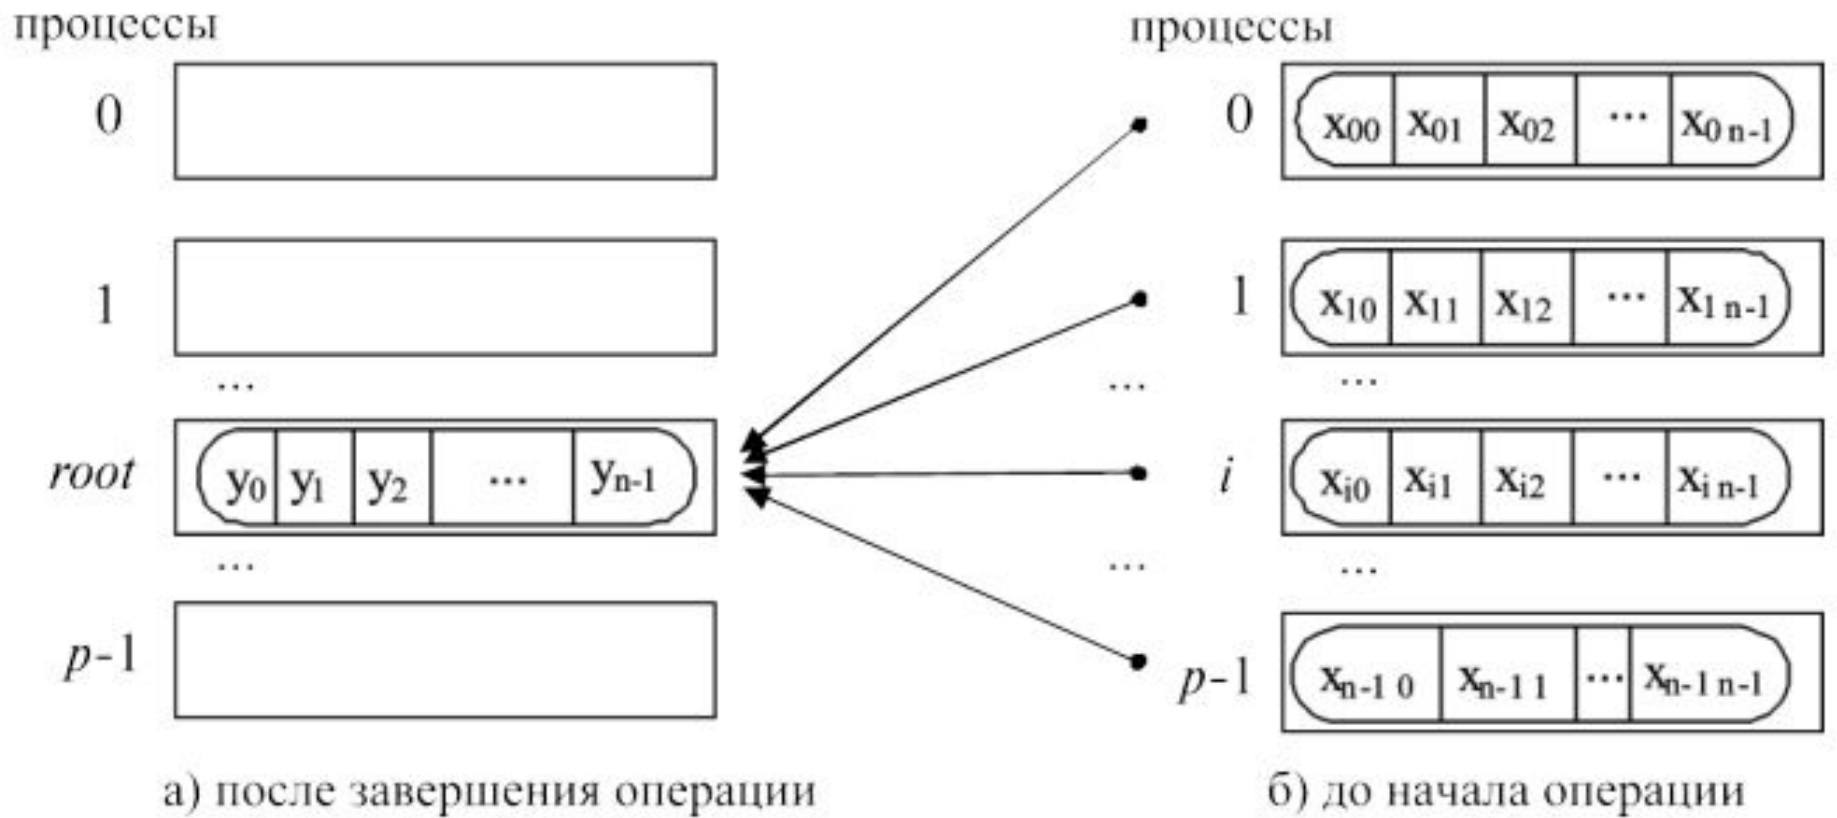 процессы
0
1
...
root y₀ y₁ y₂ ... yₙ₋₁
...
p-1
а) после завершения операции
...
...
процессы
0 x₀₀ x₀₁ x₀₂ ... x₀ ₙ₋₁
1 x₁₀ x₁₁ x₁₂ ... x₁ ₙ₋₁
...
i xᵢ₀ xᵢ₁ xᵢ₂ ... xᵢ ₙ₋₁
...
p-1 xₙ₋₁ ₀ xₙ₋₁ ₁ ... xₙ₋₁ ₙ₋₁
б) до начала операции